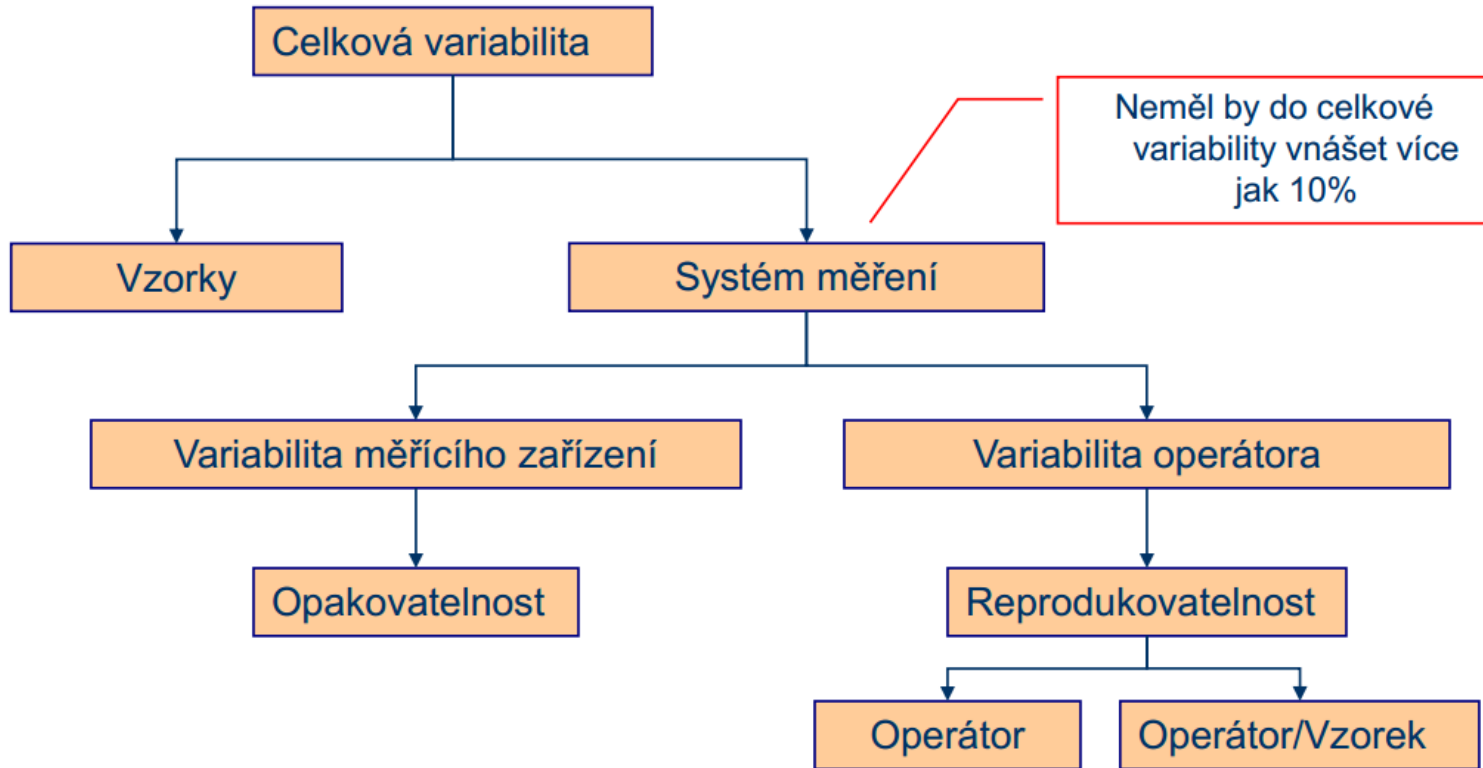 Celková variabilita
Neměl by do celkové
variability vnášet více
jak 10%
Vzorky
Systém měření
Variabilita měřícího zařízení
Variabilita operátora
Opakovatelnost
Reprodukovatelnost
Operátor
Operátor/Vzorek